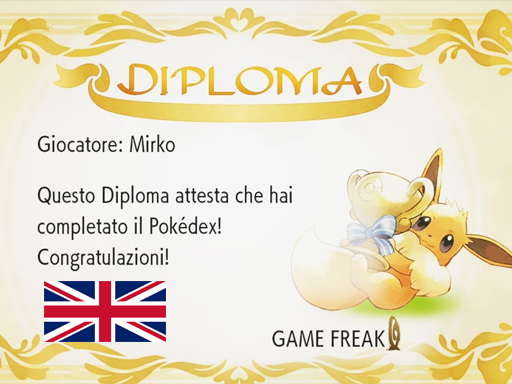 DIPLOMA
Giocatore: Mirko
Questo Diploma attesta che hai
completato il Pokédex!
Congratulazioni!
GAME FREAK